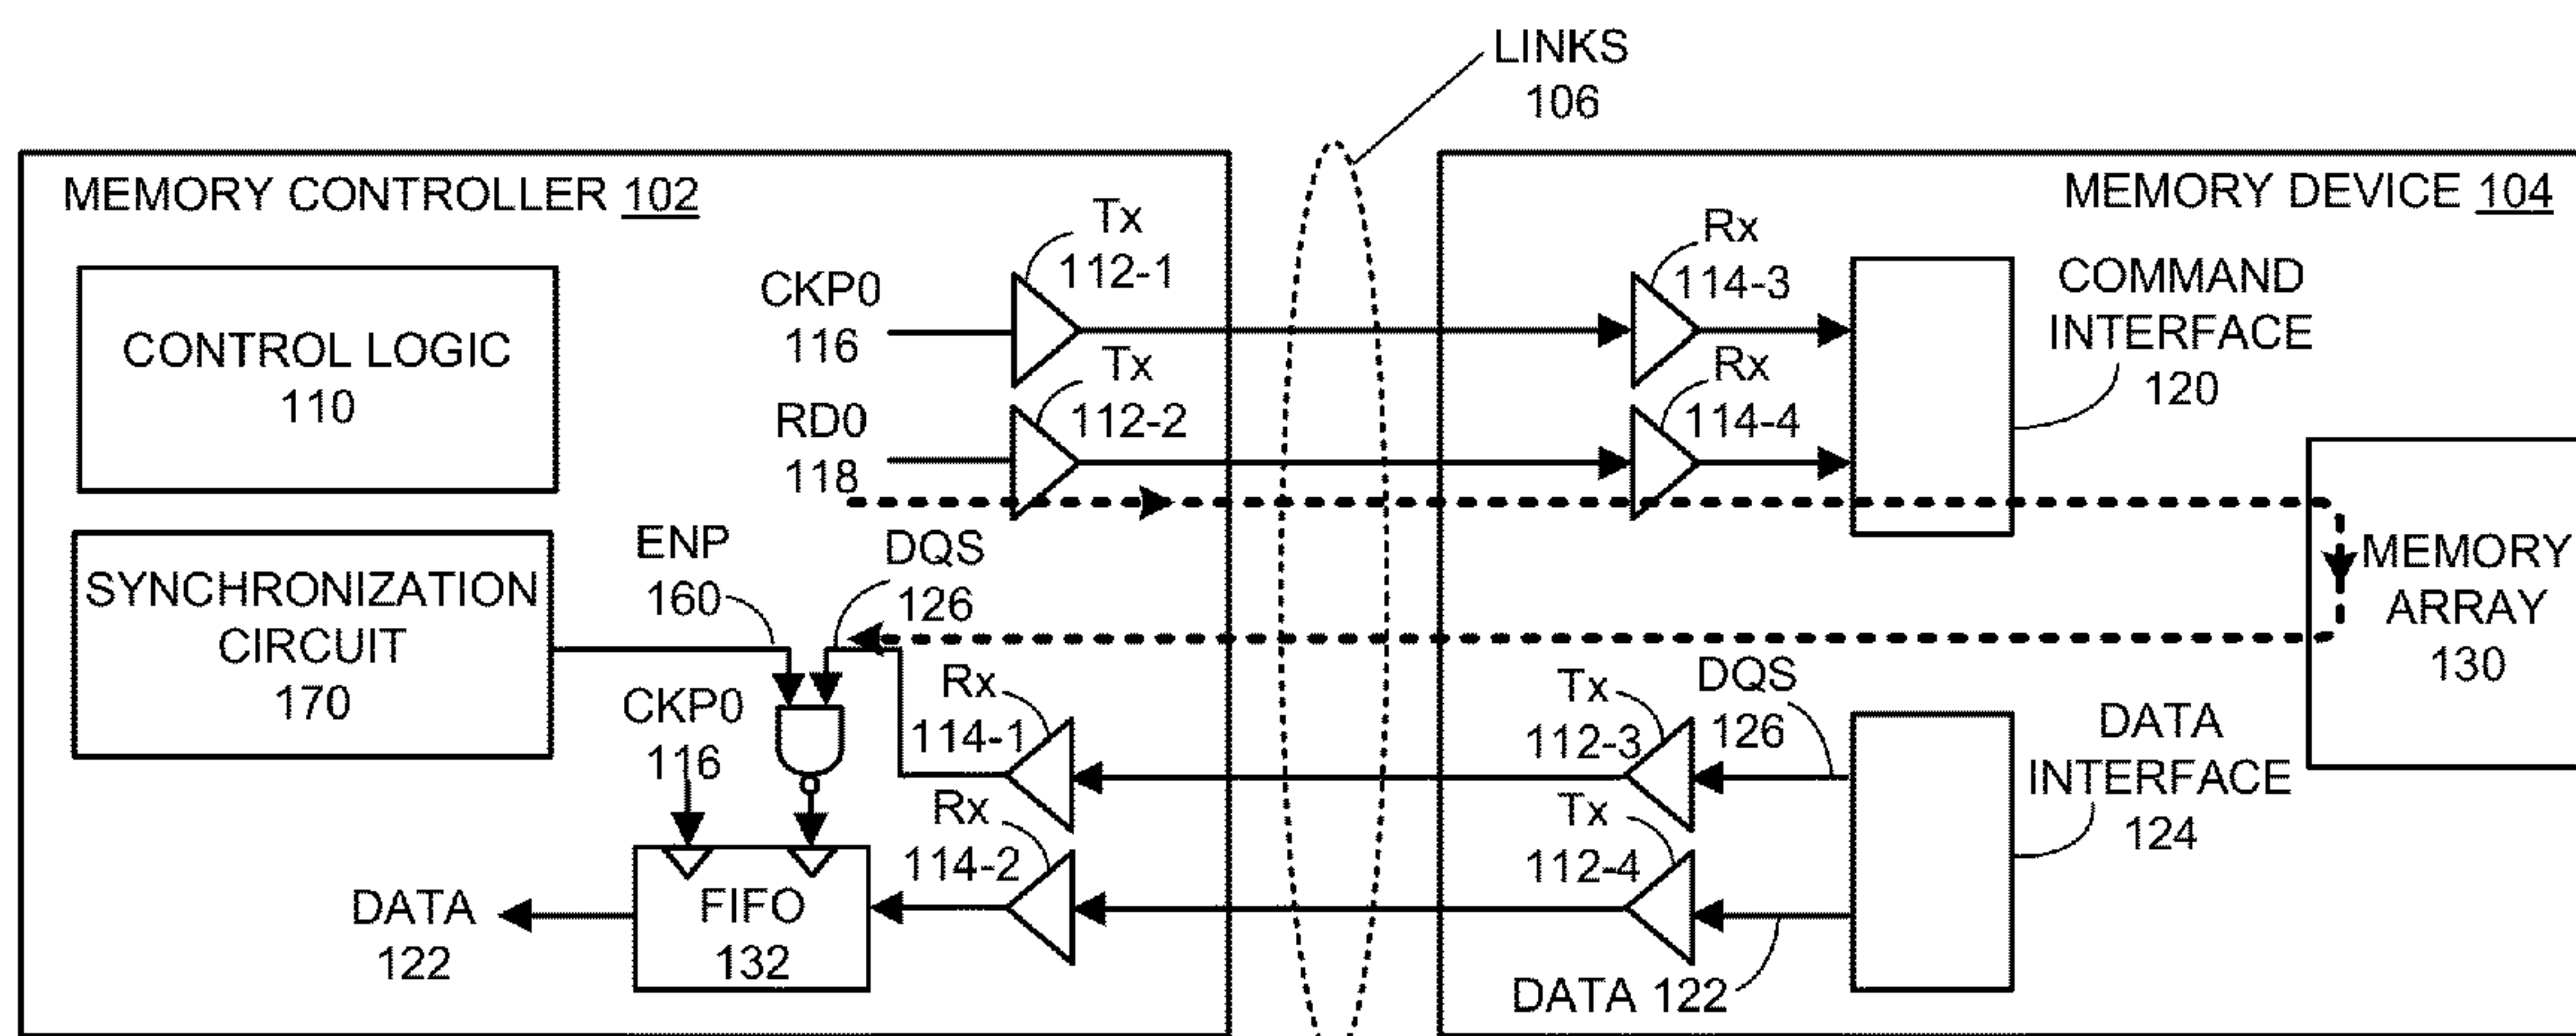 LINKS
106
MEMORY CONTROLLER 102
MEMORY DEVICE 104
CONTROL LOGIC
110
CKP0
116
Tx
112-1
RD0
118
Tx
112-2
Rx
114-3
Rx
114-4
COMMAND
INTERFACE
120
SYNCHRONIZATION
CIRCUIT
170
ENP
160
DQS
126
MEMORY
ARRAY
130
CKP0
116
Rx
114-1
Rx
114-2
Tx
112-3
DQS
126
Tx
112-4
DATA
INTERFACE
124
DATA
122
FIFO
132
DATA 122